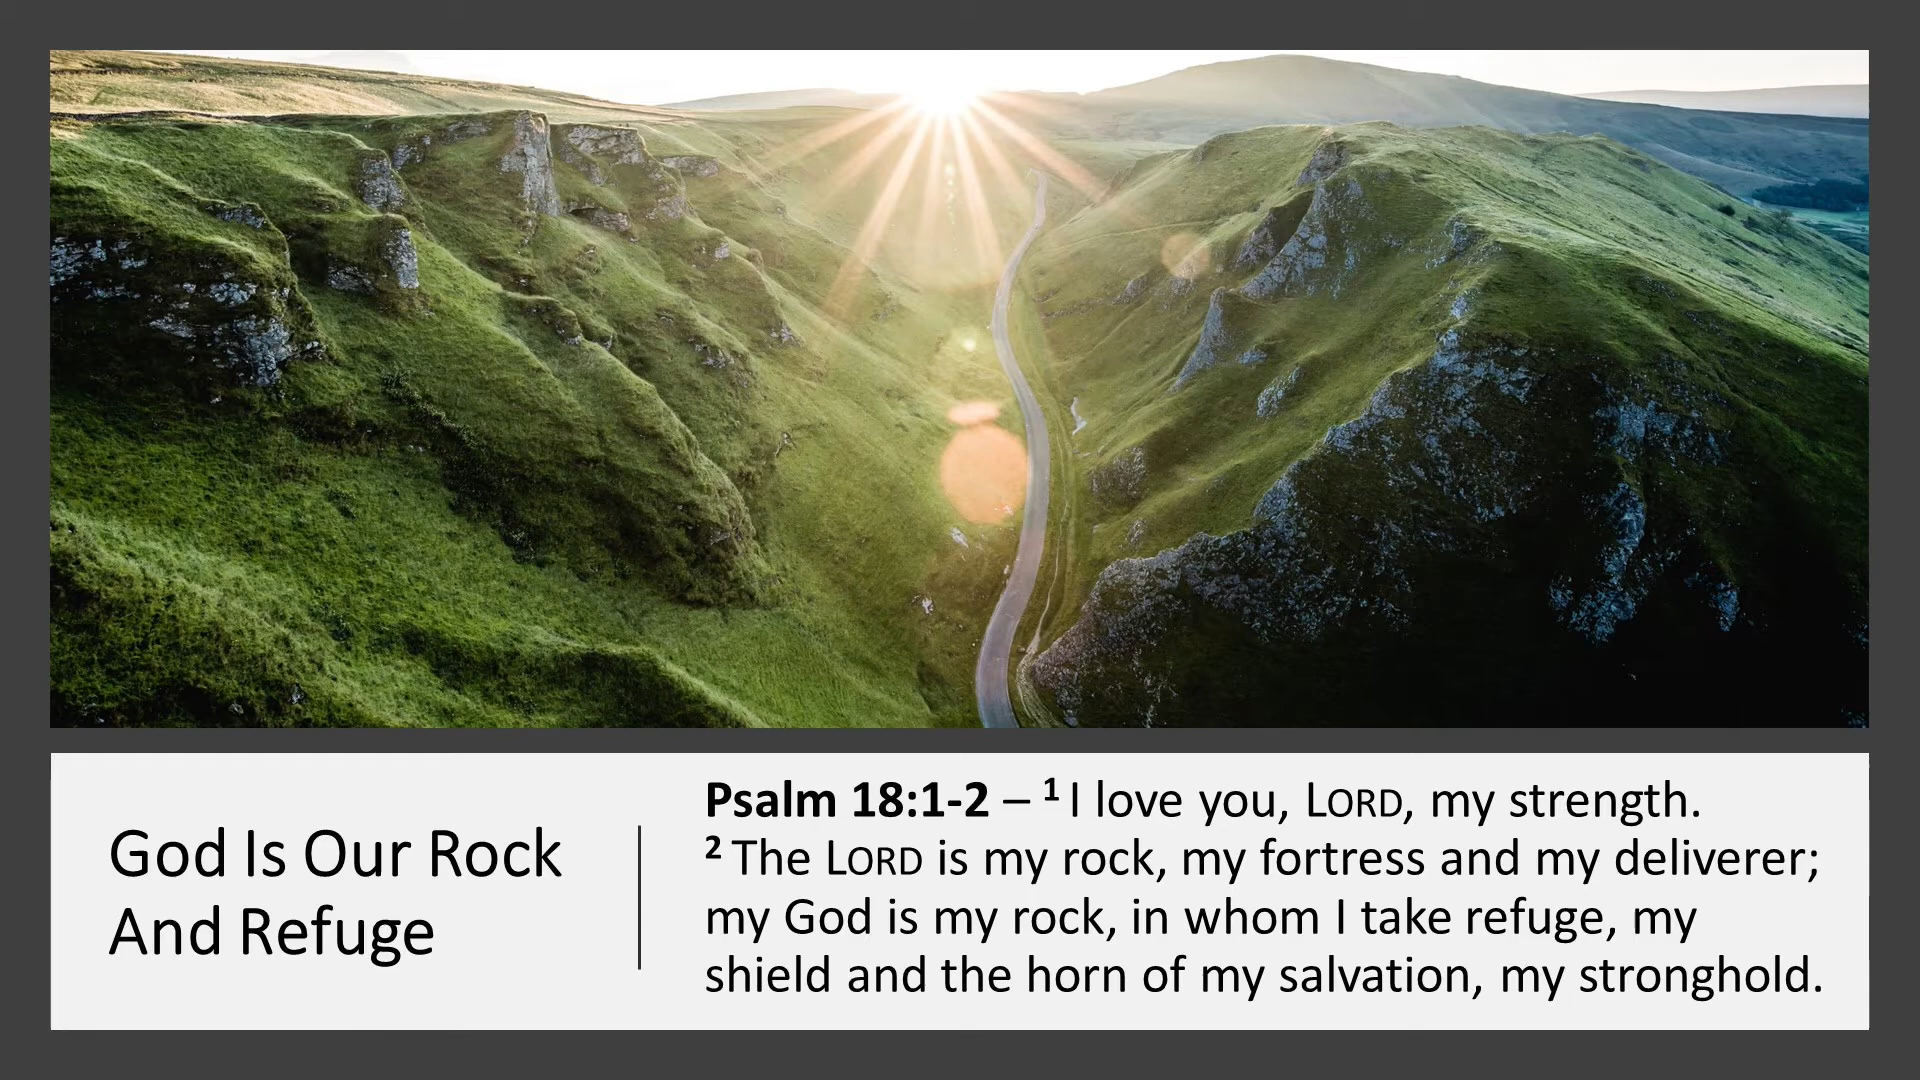 God Is Our Rock
And Refuge
Psalm 18:1-2 – ¹ I love you, LORD, my strength.
² The LORD is my rock, my fortress and my deliverer;
my God is my rock, in whom I take refuge, my
shield and the horn of my salvation, my stronghold.